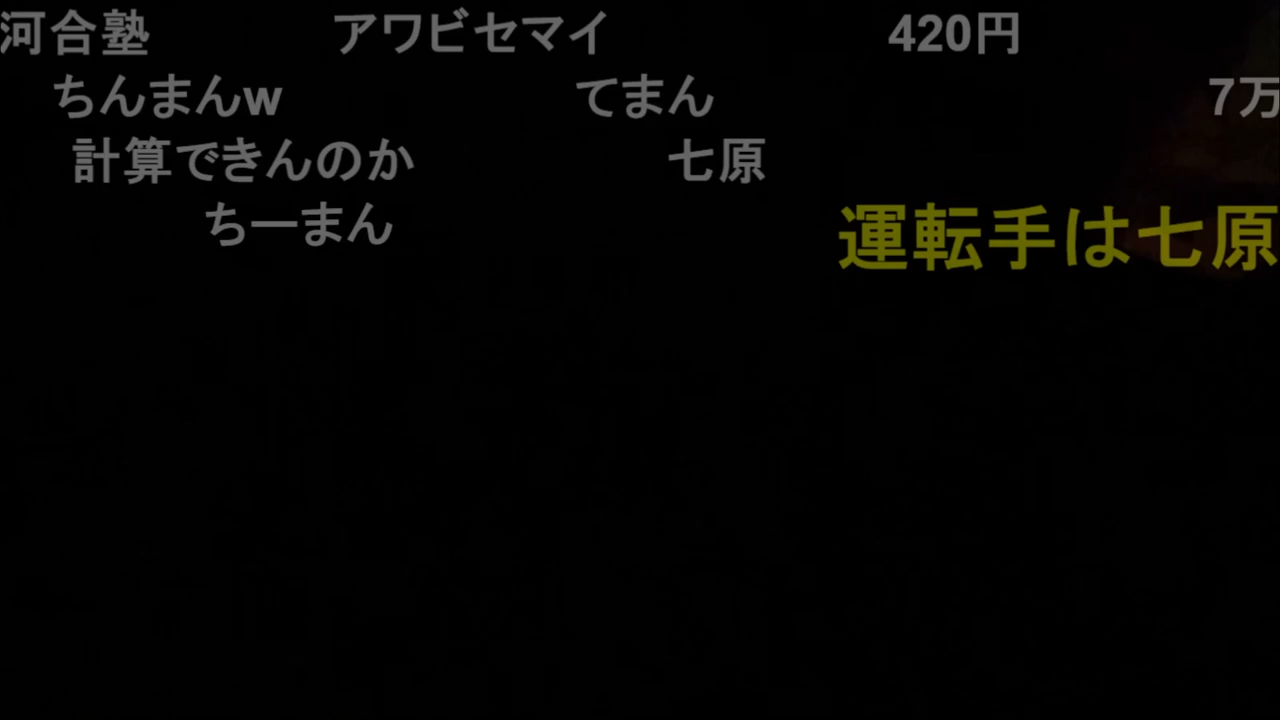 河合塾 アワビセマイ 420円
ちんまんw てまん 7万
計算できんのか 七原
ちーまん 運転手は七原